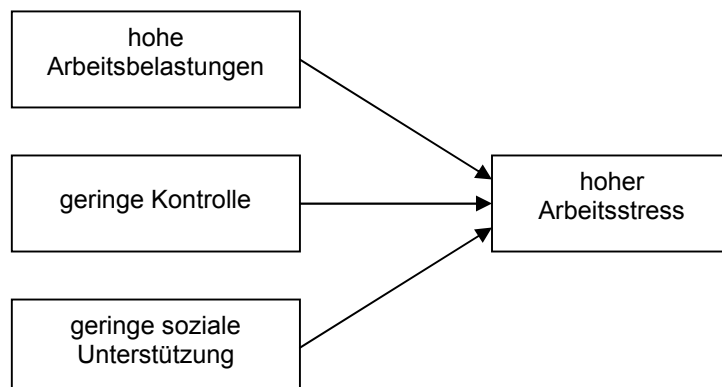 hohe
Arbeitsbelastungen
geringe Kontrolle
geringe soziale
Unterstützung
hoher
Arbeitsstress